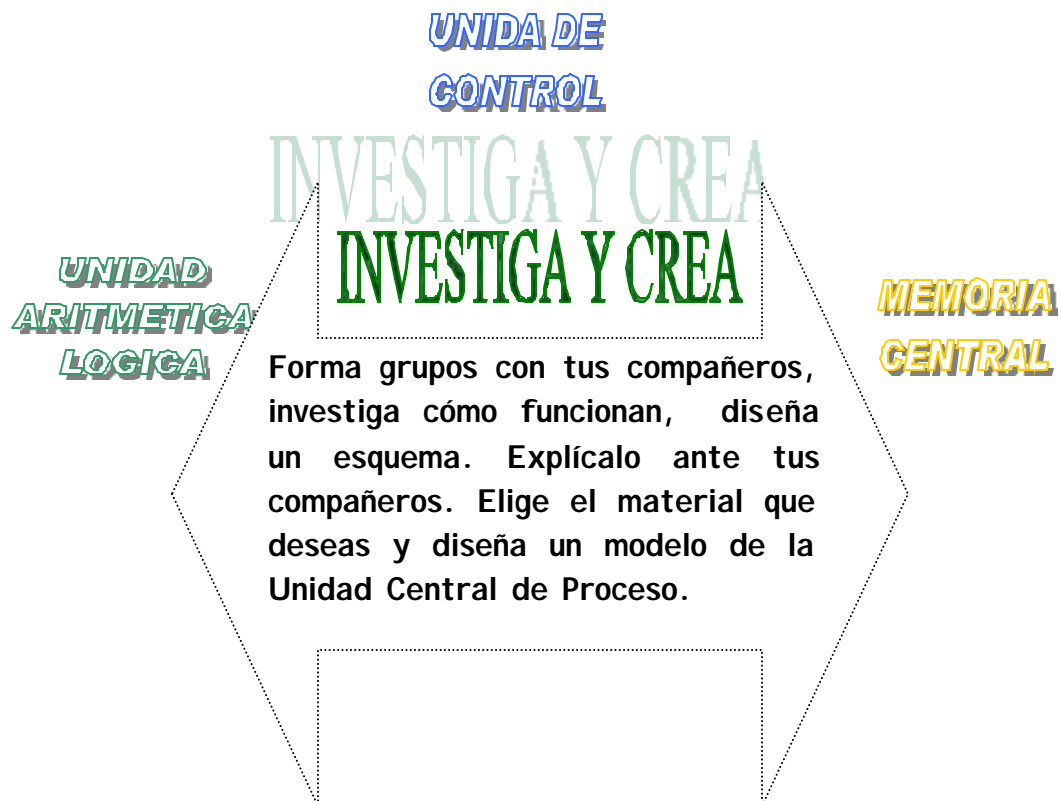 UNIDA DE
CONTROL
INVESTIGA Y CREA
INVESTIGA Y CREA
UNIDAD
ARITMETICA
LOGICA
MEMORIA
CENTRAL
Forma grupos con tus compañeros,
investiga cómo funcionan, diseña
un esquema. Explícalo ante tus
compañeros. Elige el material que
deseas y diseña un modelo de la
Unidad Central de Proceso.